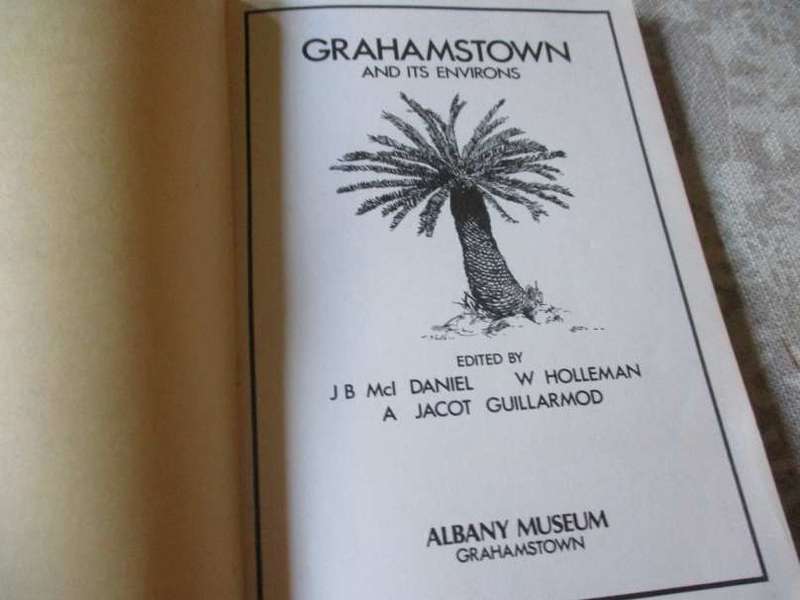 GRAHAMSTOWN
AND ITS ENVIRONS
EDITED BY
J B McI DANIEL W HOLLEMAN
A JACOT GUILLARMOD
ALBANY MUSEUM
GRAHAMSTOWN